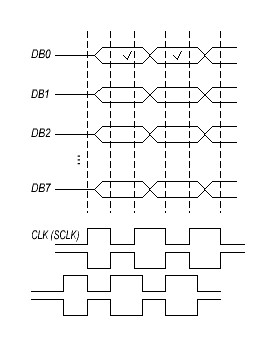 DB0
DB1
DB2
...
DB7
CLK (SCLK)